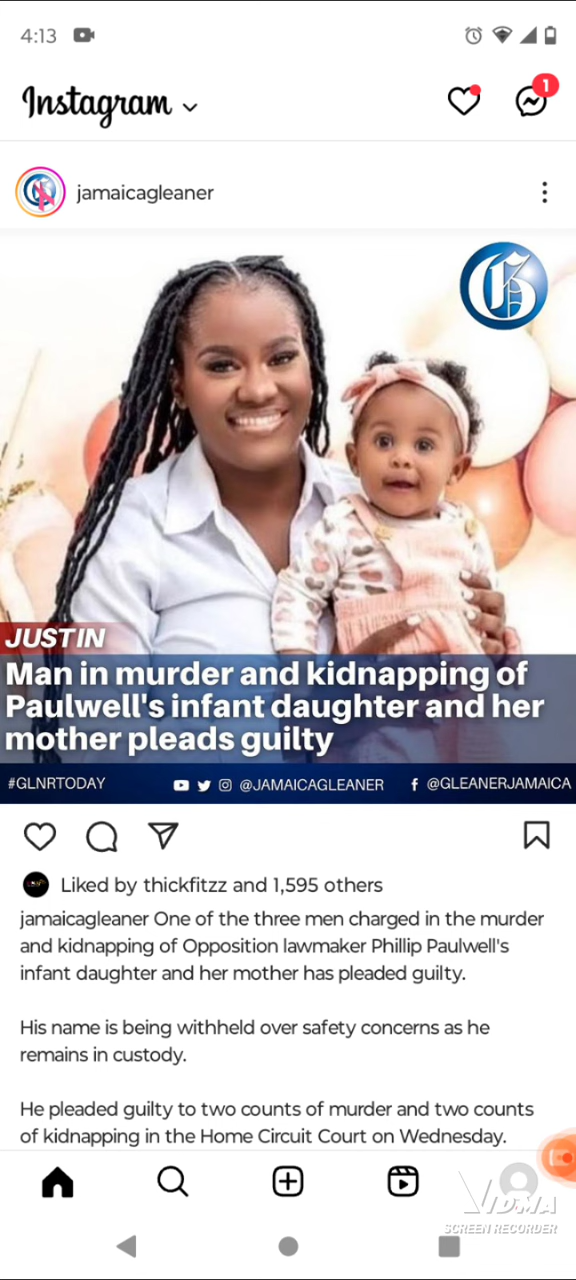 4:13
Instagram
1
jamaicagleaner
G
JUST IN
Man in murder and kidnapping of
Paulwell's infant daughter and her
mother pleads guilty
#GLNRTODAY @JAMAICAGLEANER @GLEANERJAMAICA
Liked by thickfitzz and 1,595 others
jamaicagleaner One of the three men charged in the murder
and kidnapping of Opposition lawmaker Phillip Paulwell's
infant daughter and her mother has pleaded guilty.
His name is being withheld over safety concerns as he
remains in custody.
He pleaded guilty to two counts of murder and two counts
of kidnapping in the Home Circuit Court on Wednesday.
VIDMA
SCREEN RECORDER